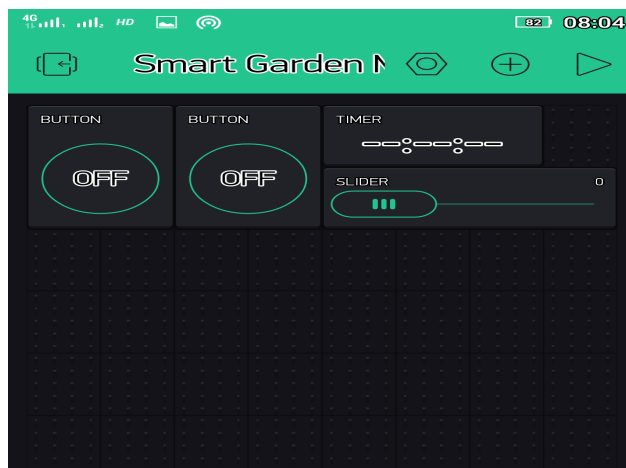 4G HD 82 08:04
Smart Garden M
BUTTON BUTTON TIMER
--:--:--
OFF OFF
SLIDER 0